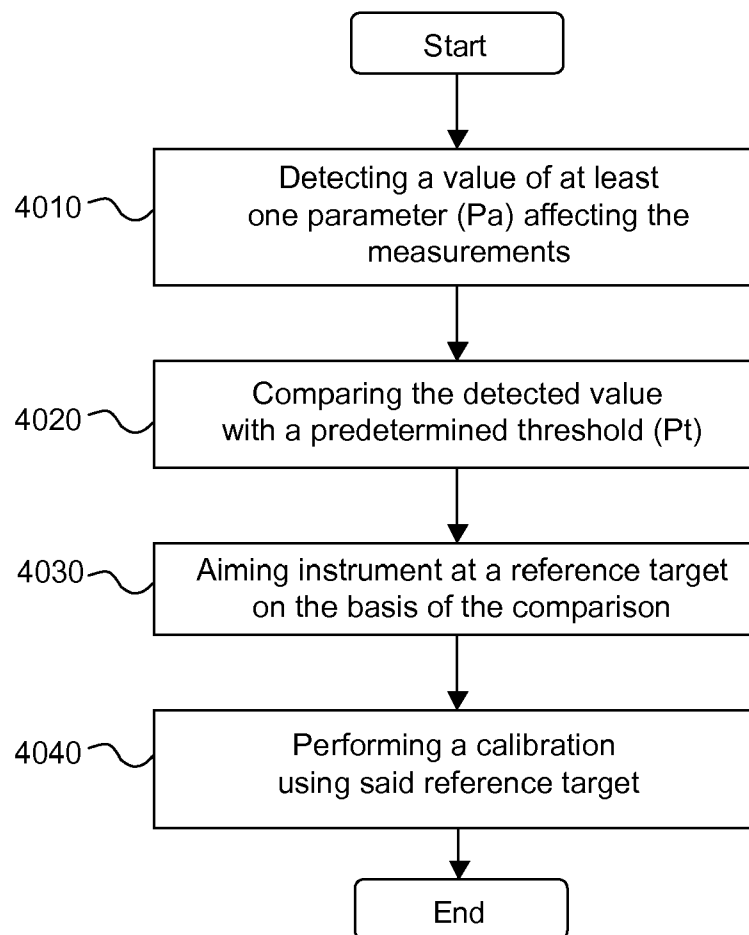 Start
4010
Detecting a value of at least
one parameter (Pa) affecting the
measurements
4020
Comparing the detected value
with a predetermined threshold (Pt)
4030
Aiming instrument at a reference target
on the basis of the comparison
4040
Performing a calibration
using said reference target
End